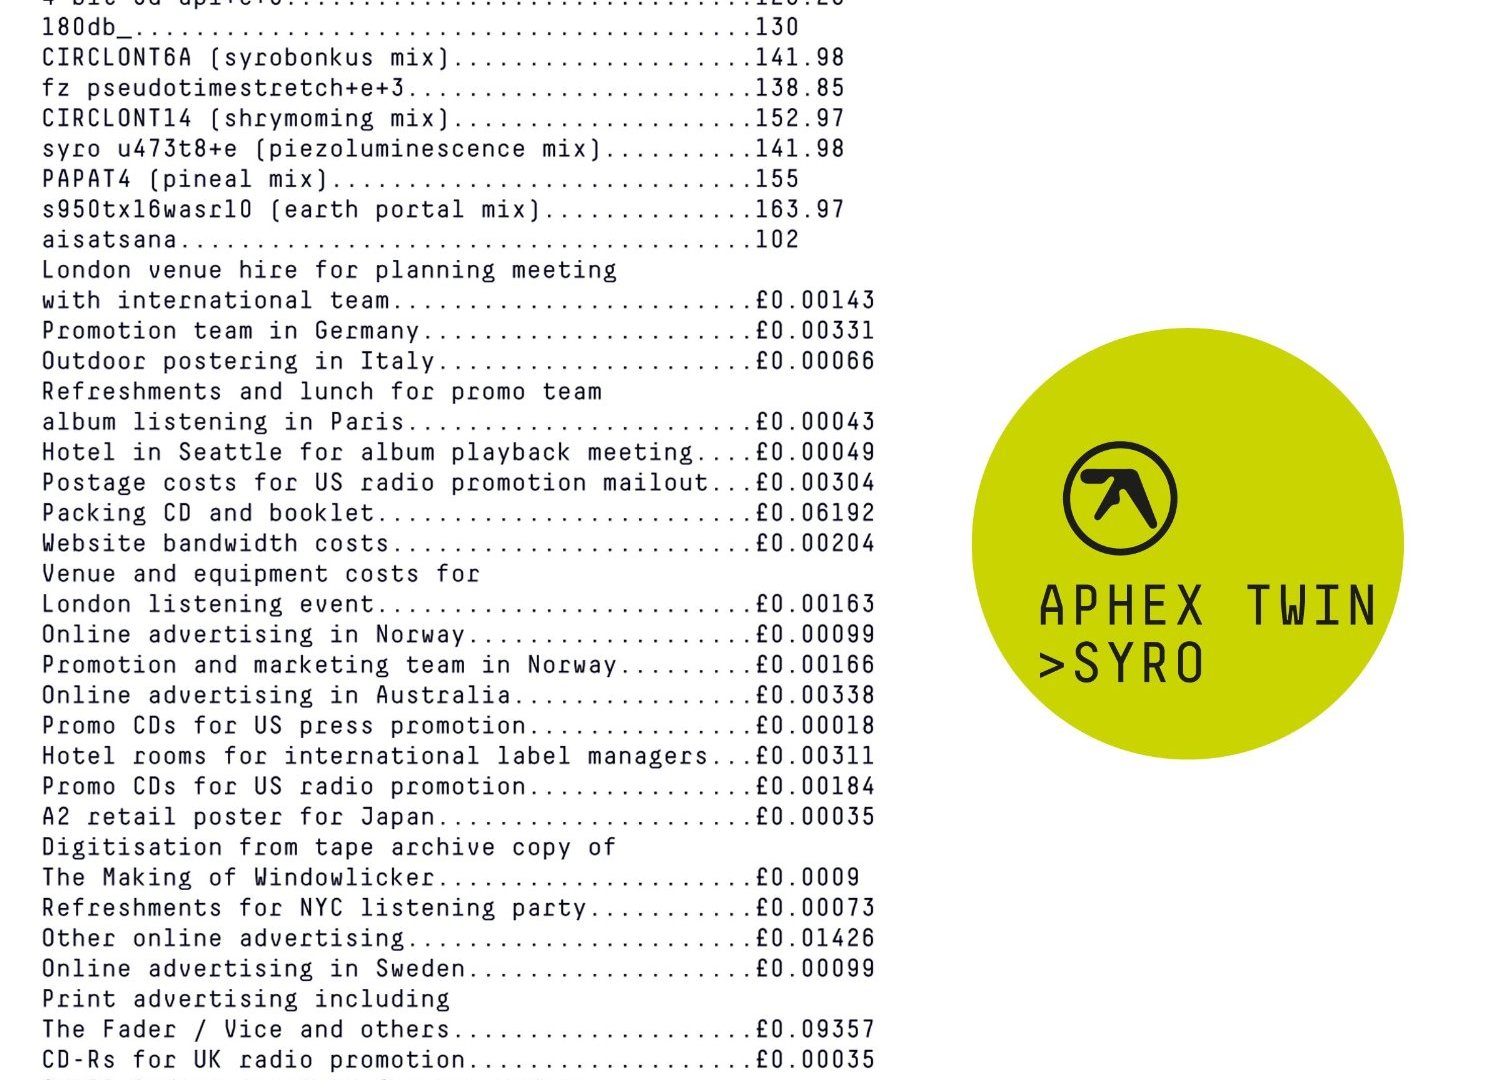 180db_..........................................130
CIRCLONT6A (syrobonkus mix)....................141.98
fz pseudotimestretch+e+3.......................138.85
CIRCLONT14 (shrymoming mix)....................152.97
syro u473t8+e (piezoluminescence mix)..........141.98
PAPAT4 (pineal mix)............................155
s950tx16wasr10 (earth portal mix)..............163.97
aisatsana......................................102
London venue hire for planning meeting
with international team........................£0.00143
Promotion team in Germany......................£0.00331
Outdoor postering in Italy.....................£0.00066
Refreshments and lunch for promo team
album listening in Paris.......................£0.00043
Hotel in Seattle for album playback meeting....£0.00049
Postage costs for US radio promotion mailout...£0.00304
Packing CD and booklet.........................£0.06192
Website bandwidth costs........................£0.00204
Venue and equipment costs for
London listening event.........................£0.00163
Online advertising in Norway...................£0.00099
Promotion and marketing team in Norway.........£0.00166
Online advertising in Australia................£0.00338
Promo CDs for US press promotion...............£0.00018
Hotel rooms for international label managers...£0.00311
Promo CDs for US radio promotion...............£0.00184
A2 retail poster for Japan.....................£0.00035
Digitisation from tape archive copy of
The Making of Windowlicker.....................£0.0009
Refreshments for NYC listening party...........£0.00073
Other online advertising.......................£0.01426
Online advertising in Sweden...................£0.00099
Print advertising including
The Fader / Vice and others....................£0.09357
CD-Rs for UK radio promotion...................£0.00035
APHEX TWIN
>SYRO